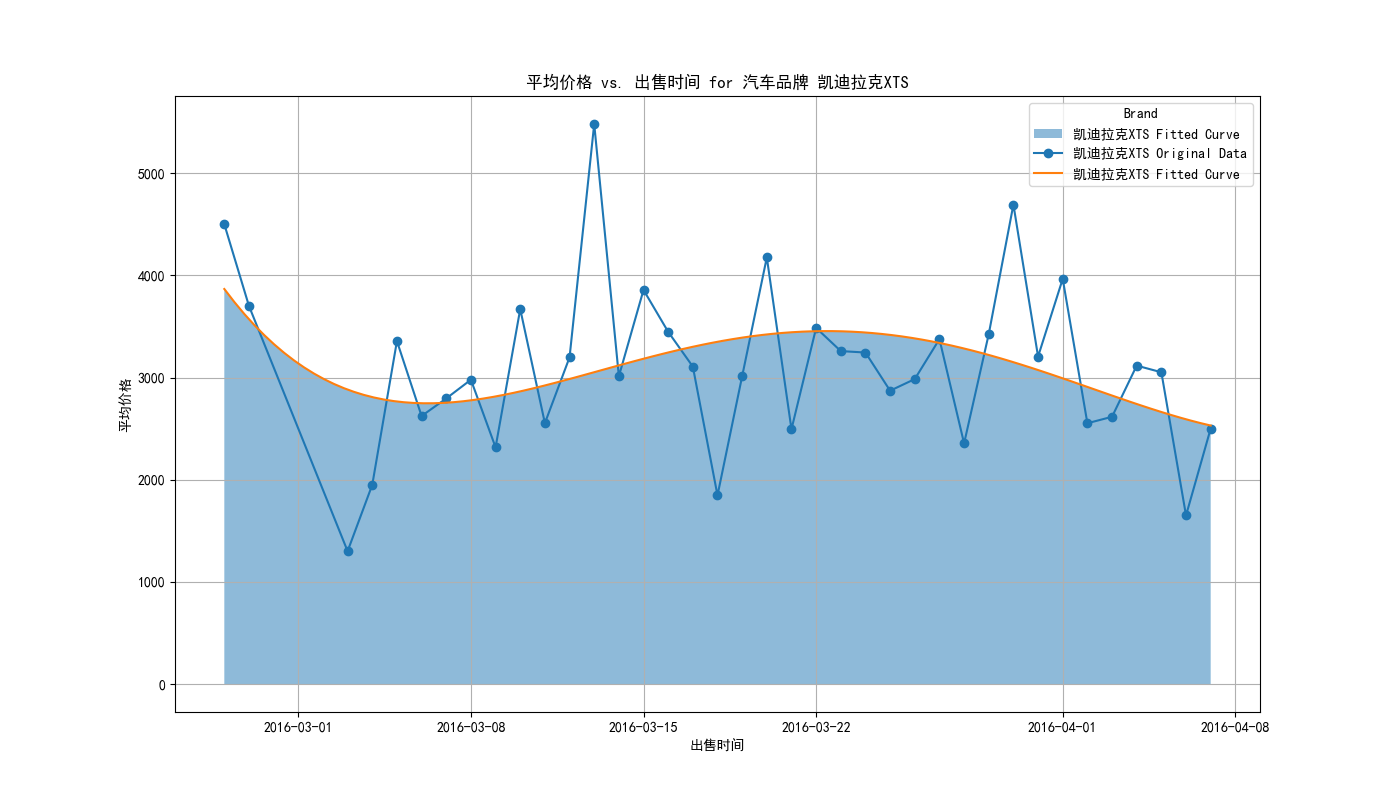 平均价格 vs. 出售时间 for 汽车品牌 凯迪拉克XTS
Brand
凯迪拉克XTS Fitted Curve
凯迪拉克XTS Original Data
凯迪拉克XTS Fitted Curve
平均价格
5000
4000
3000
2000
1000
0
2016-03-01
2016-03-08
2016-03-15
2016-03-22
2016-04-01
2016-04-08
出售时间